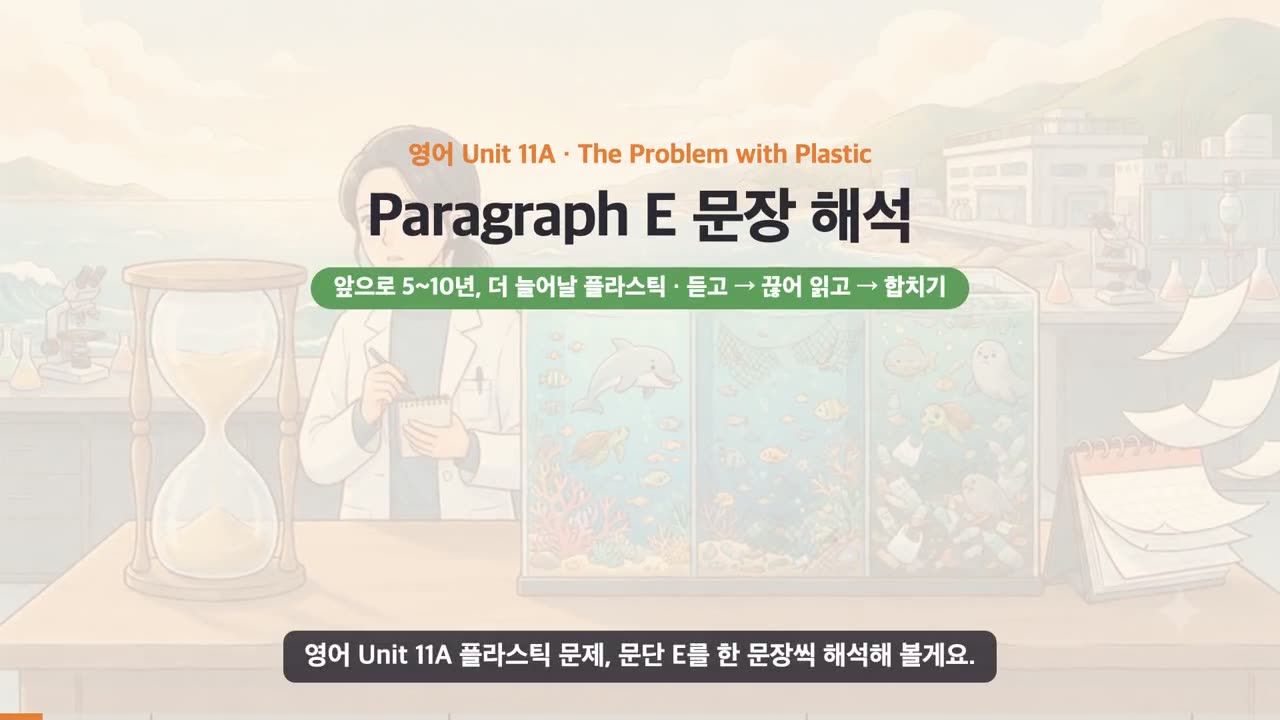 영어 Unit 11A · The Problem with Plastic
Paragraph E 문장 해석
앞으로 5~10년, 더 늘어날 플라스틱 · 듣고 → 끊어 읽고 → 합치기
영어 Unit 11A 플라스틱 문제, 문단 E를 한 문장씩 해석해 볼게요.